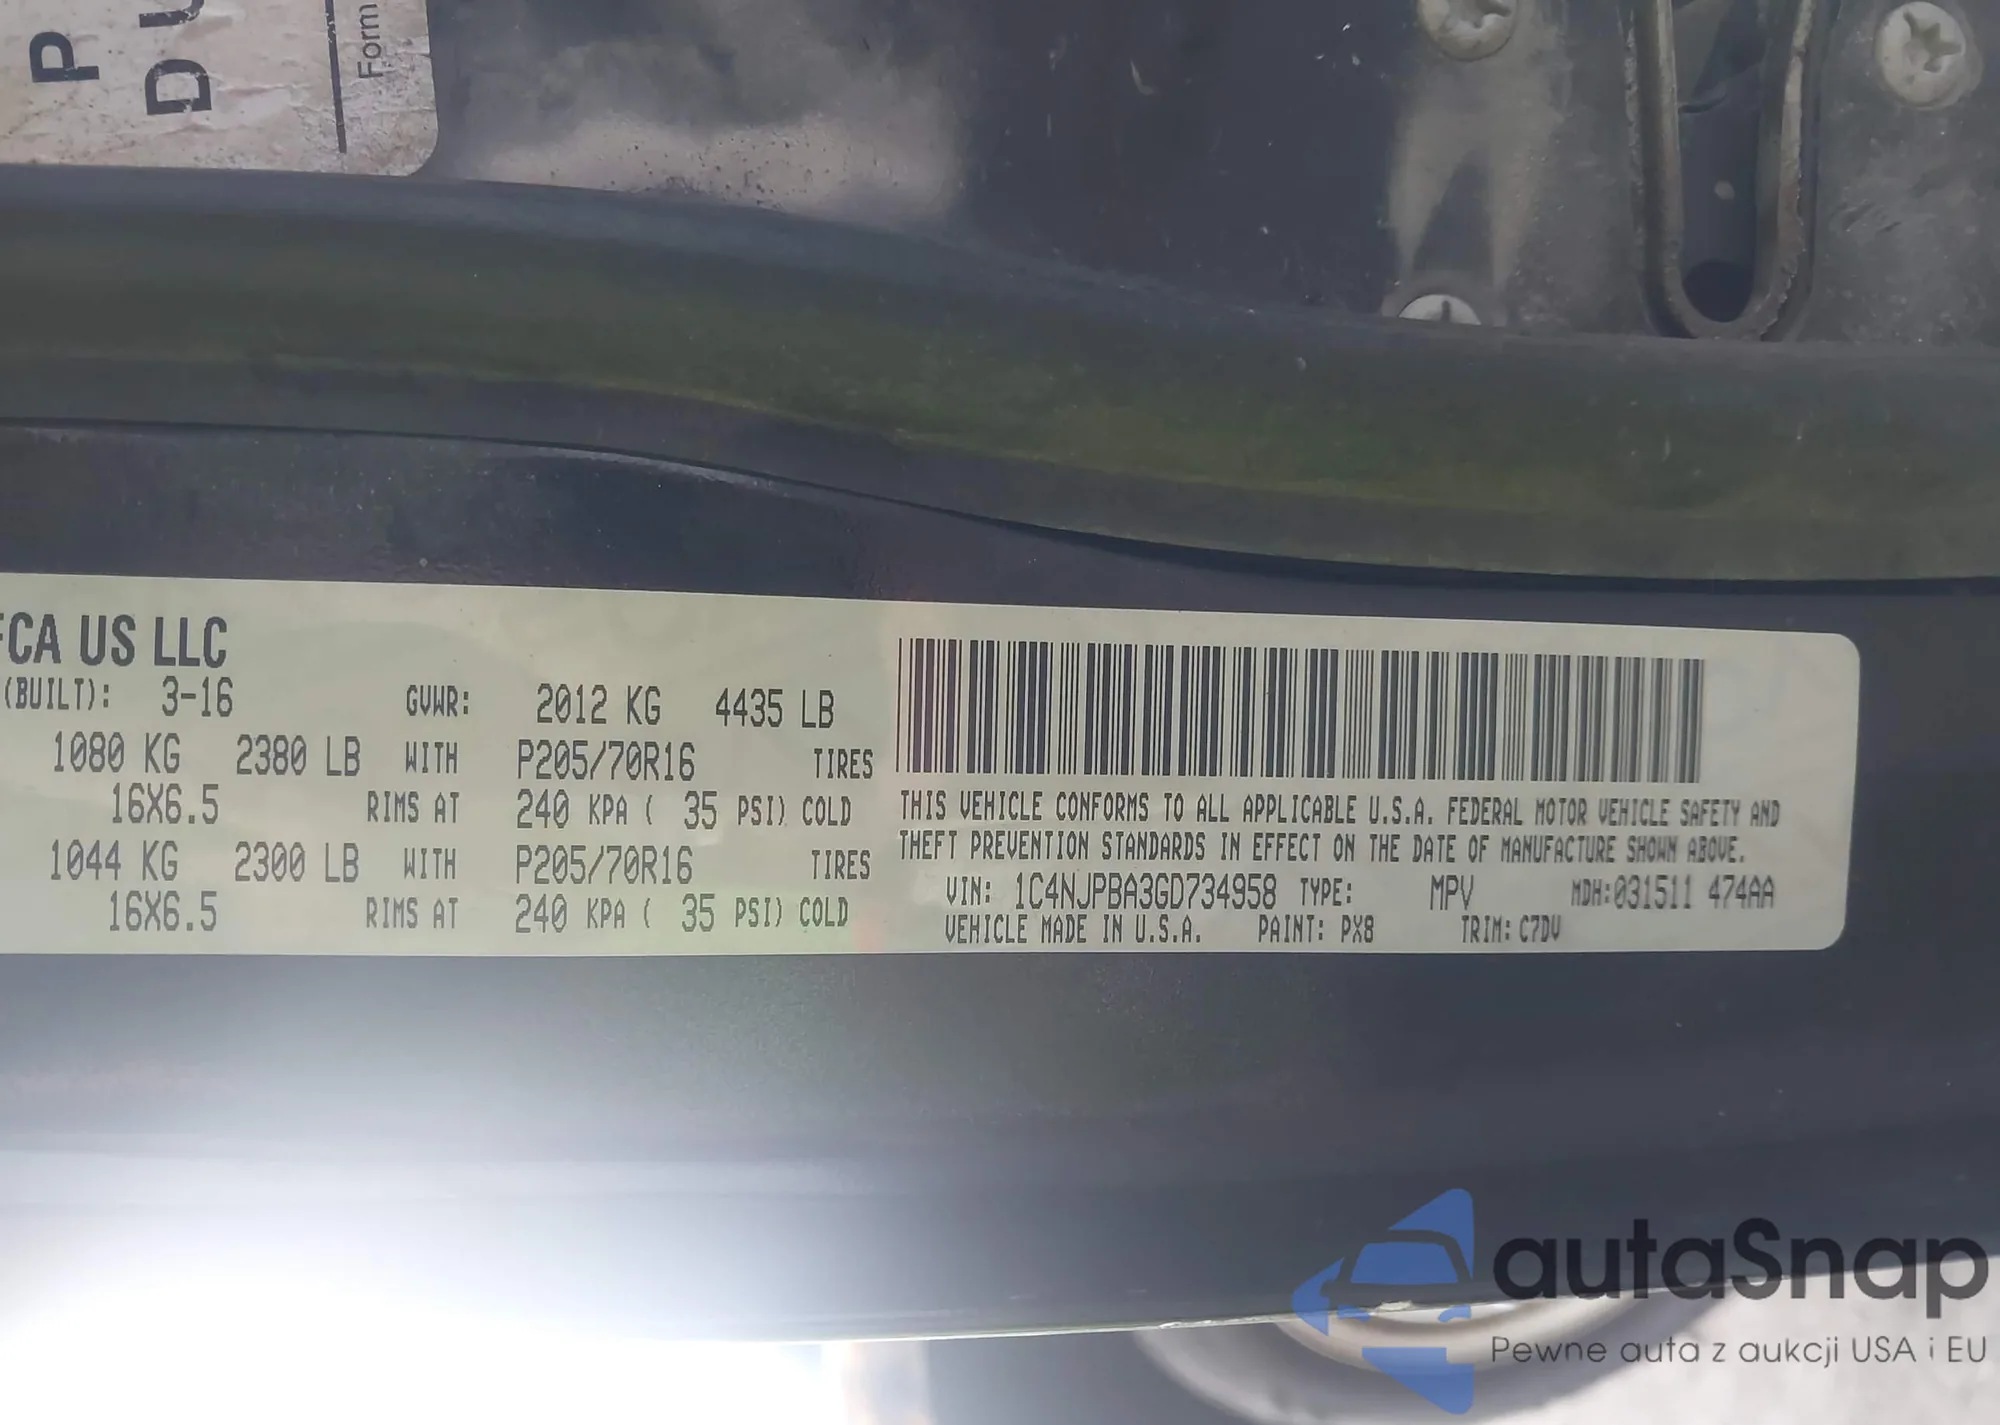 P
DU
Form
FCA US LLC
(BUILT): 3-16 GVWR: 2012 KG 4435 LB
1080 KG 2380 LB WITH P205/70R16 TIRES
16X6.5 RIMS AT 240 KPA ( 35 PSI) COLD
1044 KG 2300 LB WITH P205/70R16 TIRES
16X6.5 RIMS AT 240 KPA ( 35 PSI) COLD
THIS VEHICLE CONFORMS TO ALL APPLICABLE U.S.A. FEDERAL MOTOR VEHICLE SAFETY AND
THEFT PREVENTION STANDARDS IN EFFECT ON THE DATE OF MANUFACTURE SHOWN ABOVE.
VIN: 1C4NJPBA3GD734958 TYPE: MPV MDH:031511 474AA
VEHICLE MADE IN U.S.A. PAINT: PX8 TRIM: C7DV
autaSnap
Pewne auta z aukcji USA i EU